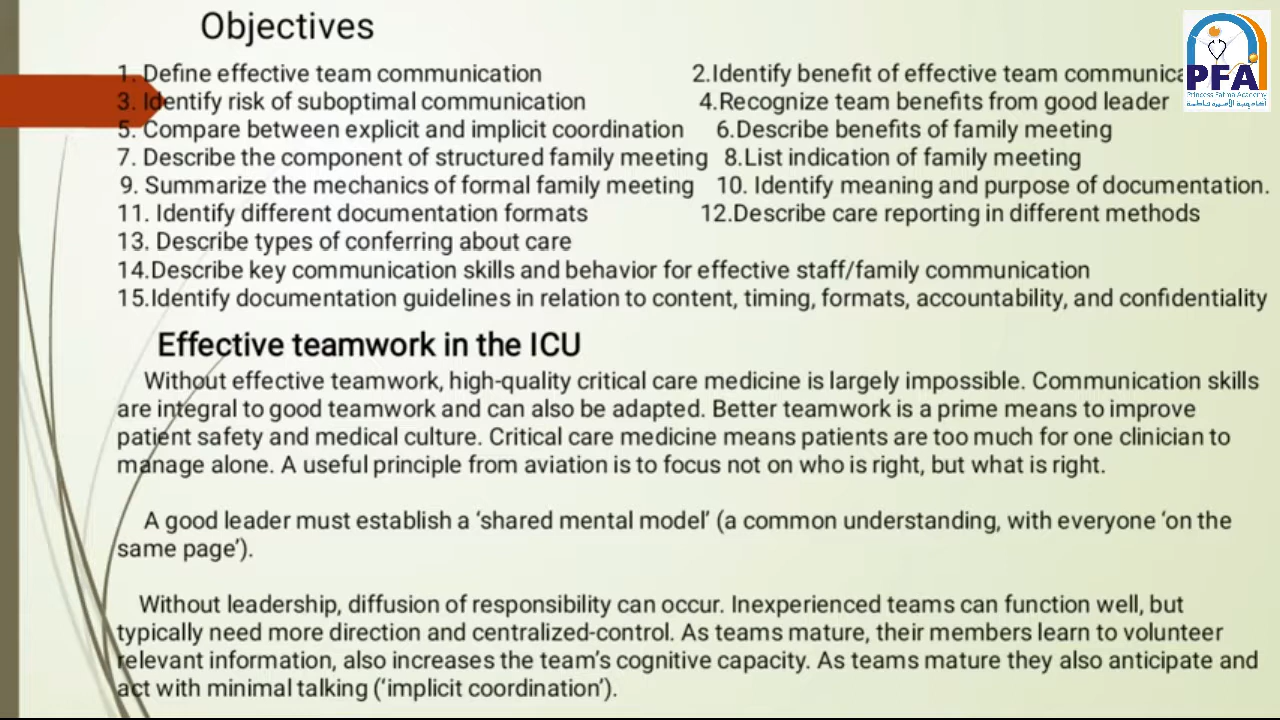 Objectives
1. Define effective team communication 2.Identify benefit of effective team communica
3. Identify risk of suboptimal communication 4.Recognize team benefits from good leader
5. Compare between explicit and implicit coordination 6.Describe benefits of family meeting
7. Describe the component of structured family meeting 8.List indication of family meeting
9. Summarize the mechanics of formal family meeting 10. Identify meaning and purpose of documentation.
11. Identify different documentation formats 12.Describe care reporting in different methods
13. Describe types of conferring about care
14.Describe key communication skills and behavior for effective staff/family communication
15.Identify documentation guidelines in relation to content, timing, formats, accountability, and confidentiality
PFA
Princess Fatma Academy
أكاديمية الأميرة فاطمة
Effective teamwork in the ICU
Without effective teamwork, high-quality critical care medicine is largely impossible. Communication skills
are integral to good teamwork and can also be adapted. Better teamwork is a prime means to improve
patient safety and medical culture. Critical care medicine means patients are too much for one clinician to
manage alone. A useful principle from aviation is to focus not on who is right, but what is right.
A good leader must establish a ‘shared mental model’ (a common understanding, with everyone ‘on the
same page’).
Without leadership, diffusion of responsibility can occur. Inexperienced teams can function well, but
typically need more direction and centralized-control. As teams mature, their members learn to volunteer
relevant information, also increases the team’s cognitive capacity. As teams mature they also anticipate and
act with minimal talking (‘implicit coordination’).